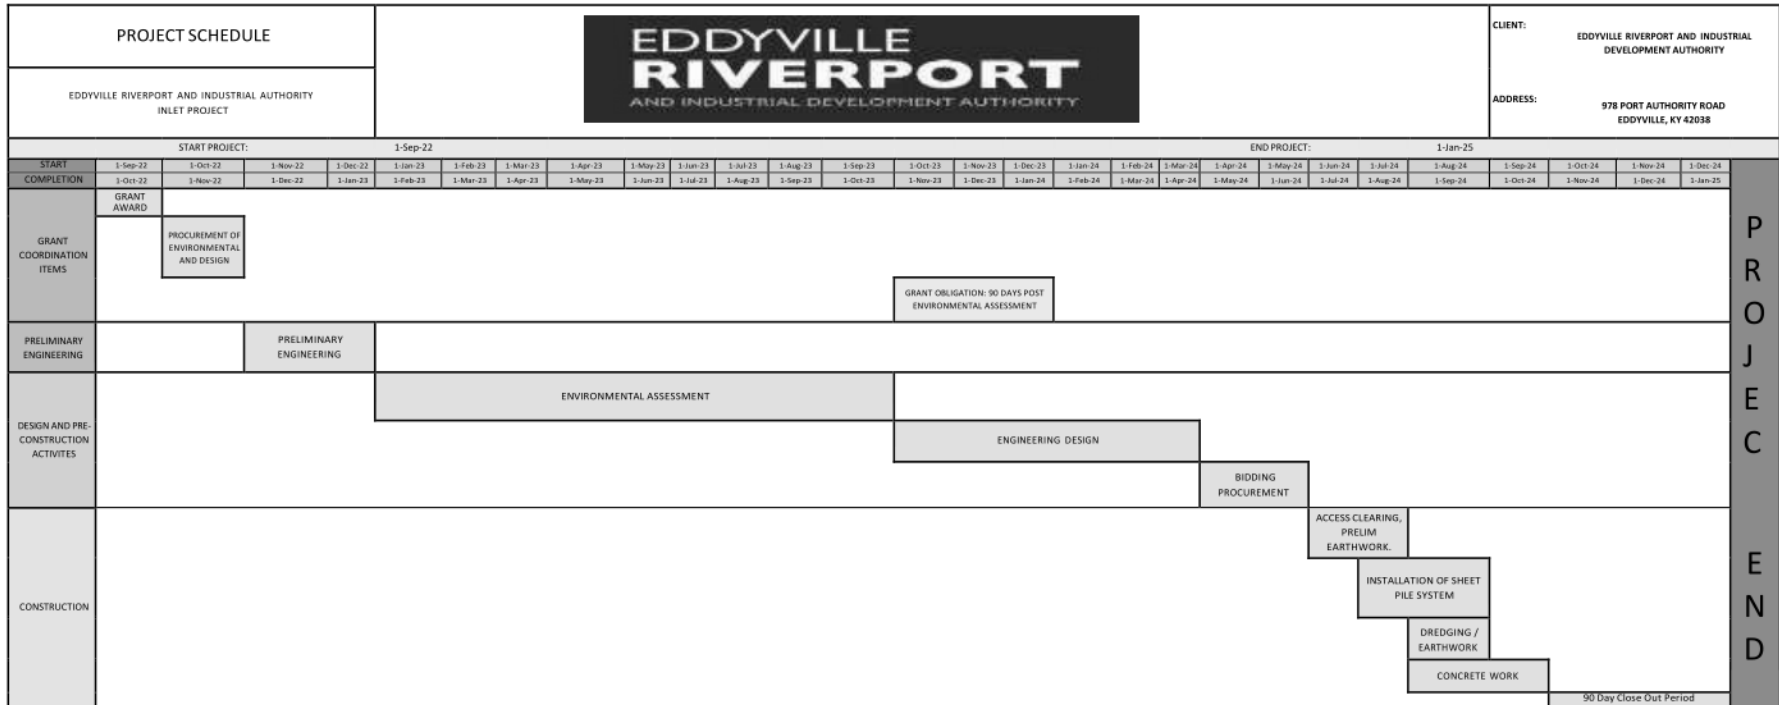 PROJECT SCHEDULE
EDDYVILLE RIVERPORT AND INDUSTRIAL AUTHORITY
INLET PROJECT
EDDYVILLE
RIVERPORT
AND INDUSTRIAL DEVELOPMENT AUTHORITY
CLIENT:
EDDYVILLE RIVERPORT AND INDUSTRIAL
DEVELOPMENT AUTHORITY
ADDRESS:
978 PORT AUTHORITY ROAD
EDDYVILLE, KY 42038
START PROJECT: 1-Sep-22 END PROJECT: 1-Jan-25
START 1-Sep-22 1-Oct-22 1-Nov-22 1-Dec-22 1-Jan-23 1-Feb-23 1-Mar-23 1-Apr-23 1-May-23 1-Jun-23 1-Jul-23 1-Aug-23 1-Sep-23 1-Oct-23 1-Nov-23 1-Dec-23 1-Jan-24 1-Feb-24 1-Mar-24 1-Apr-24 1-May-24 1-Jun-24 1-Jul-24 1-Aug-24 1-Sep-24 1-Oct-24 1-Nov-24 1-Dec-24
COMPLETION 1-Oct-22 1-Nov-22 1-Dec-22 1-Jan-23 1-Feb-23 1-Mar-23 1-Apr-23 1-May-23 1-Jun-23 1-Jul-23 1-Aug-23 1-Sep-23 1-Oct-23 1-Nov-23 1-Dec-23 1-Jan-24 1-Feb-24 1-Mar-24 1-Apr-24 1-May-24 1-Jun-24 1-Jul-24 1-Aug-24 1-Sep-24 1-Oct-24 1-Nov-24 1-Dec-24 1-Jan-25
GRANT
COORDINATION
ITEMS
GRANT
AWARD
PROCUREMENT OF
ENVIRONMENTAL
AND DESIGN
GRANT OBLIGATION: 90 DAYS POST
ENVIRONMENTAL ASSESSMENT
PRELIMINARY
ENGINEERING
PRELIMINARY
ENGINEERING
DESIGN AND PRE-
CONSTRUCTION
ACTIVITES
ENVIRONMENTAL ASSESSMENT
ENGINEERING DESIGN
BIDDING
PROCUREMENT
CONSTRUCTION
ACCESS CLEARING,
PRELIM
EARTHWORK.
INSTALLATION OF SHEET
PILE SYSTEM
DREDGING /
EARTHWORK
CONCRETE WORK
90 Day Close Out Period
P
R
O
J
E
C
E
N
D